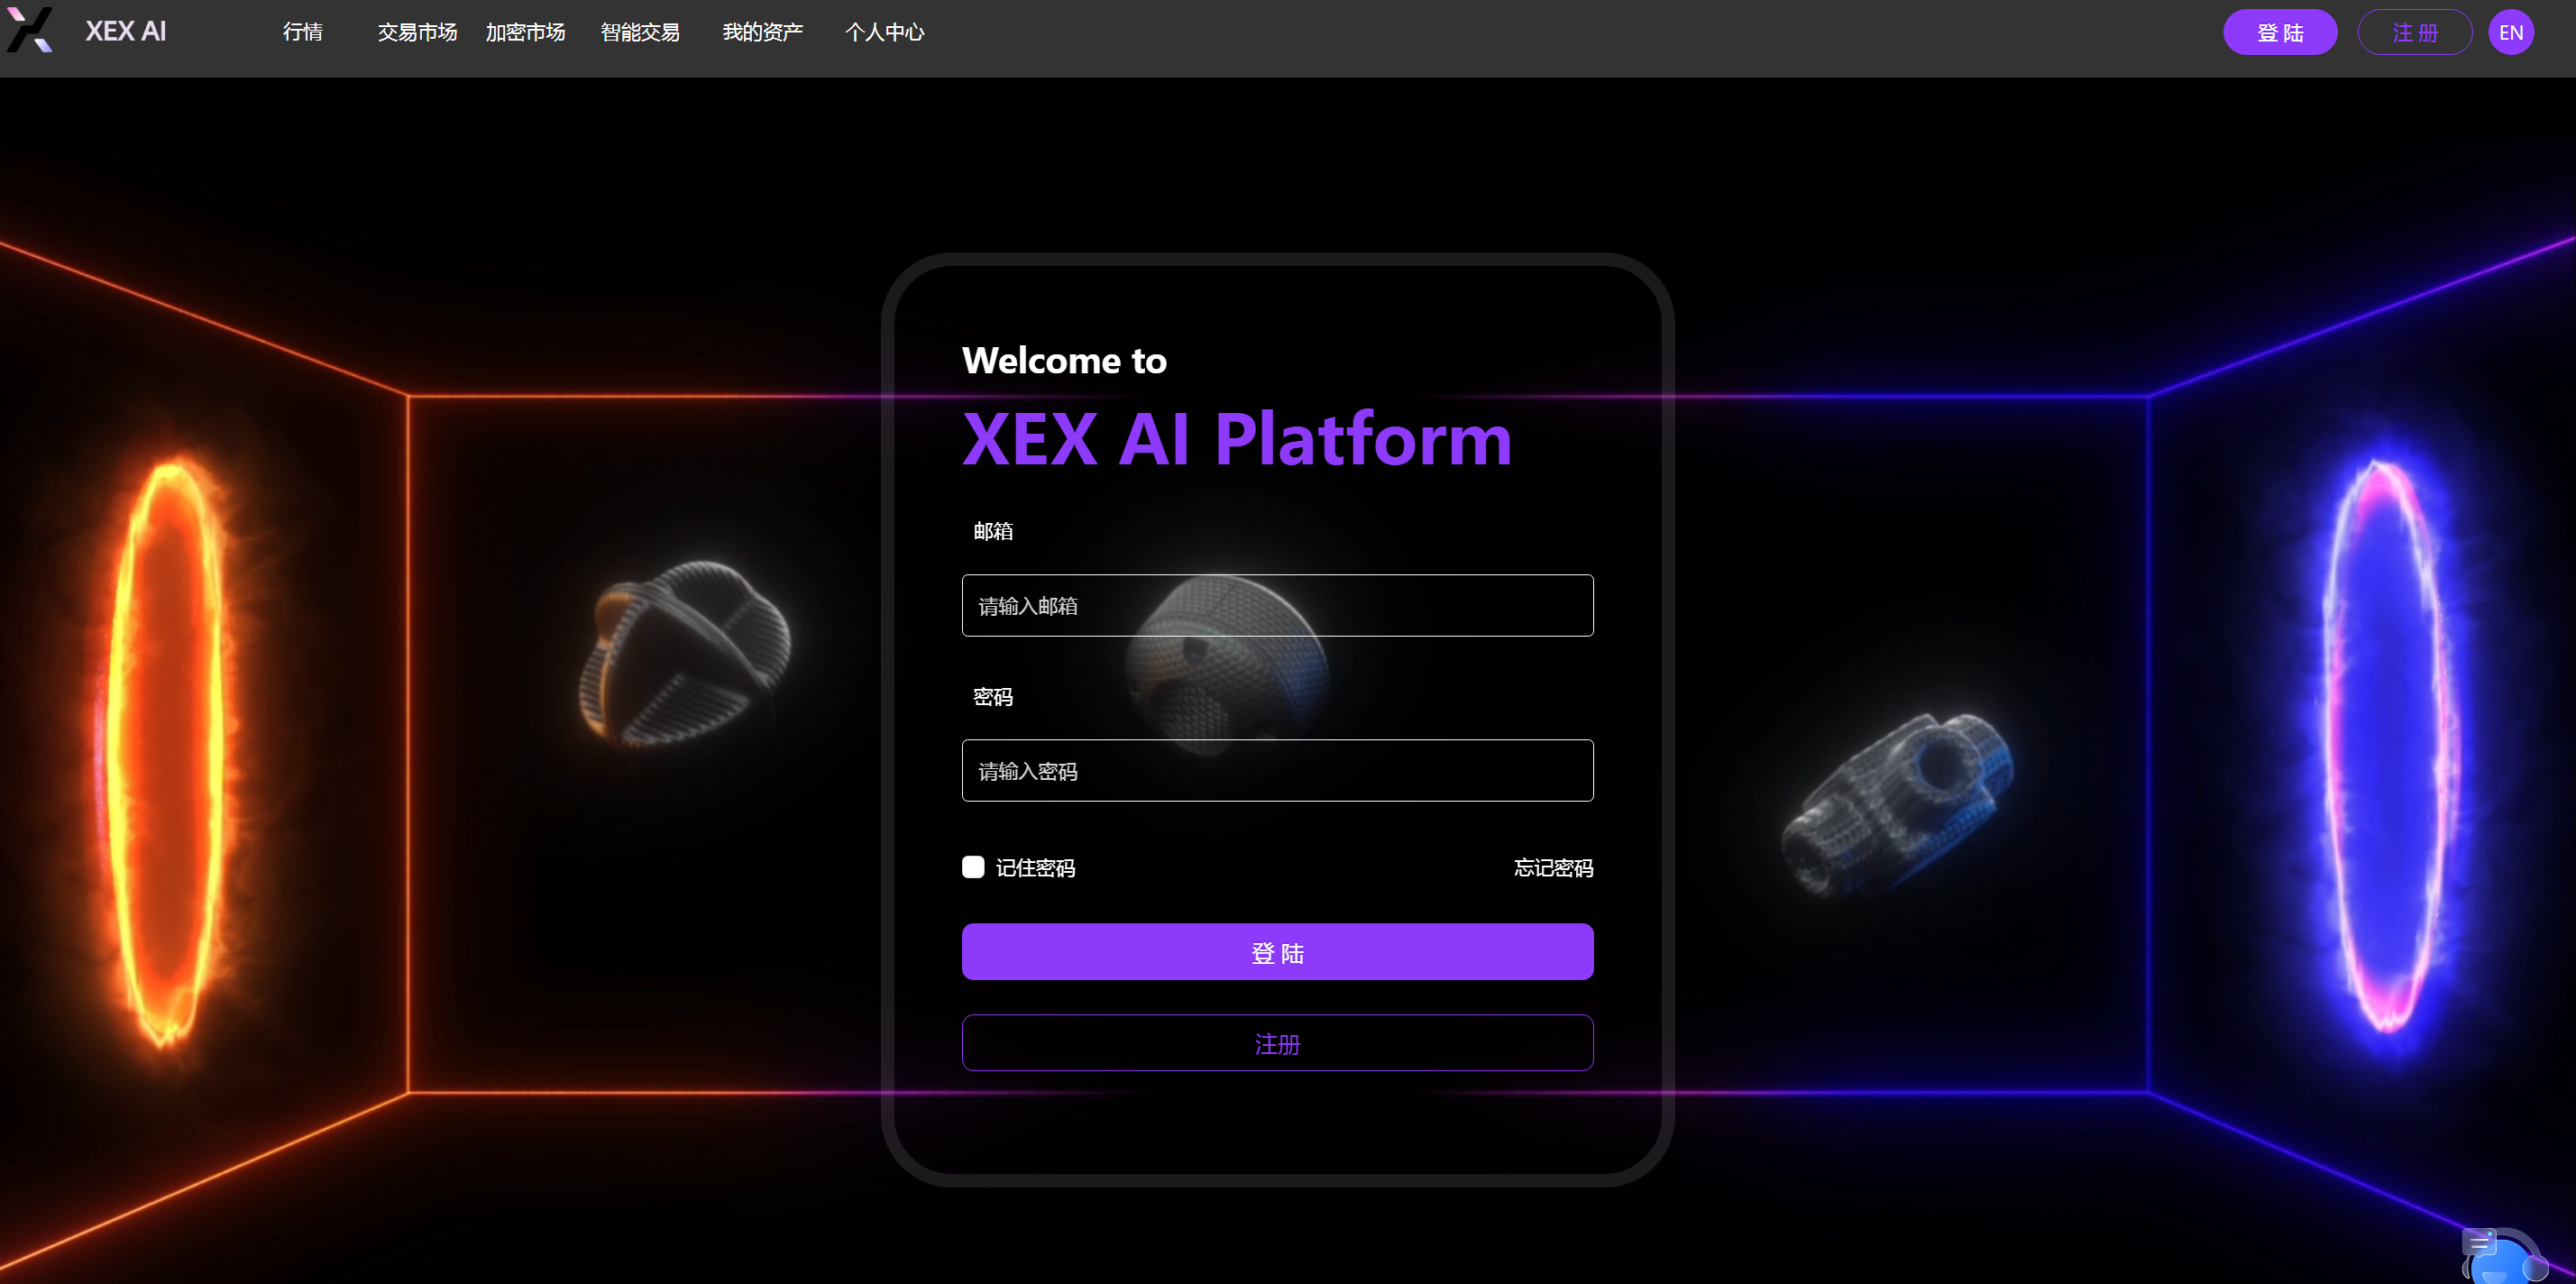 XEX AI
行情 交易市场 加密市场 智能交易 我的资产 个人中心
登陆 注册 EN
Welcome to
XEX AI Platform
邮箱
请输入邮箱
密码
请输入密码
记住密码 忘记密码
登陆
注册